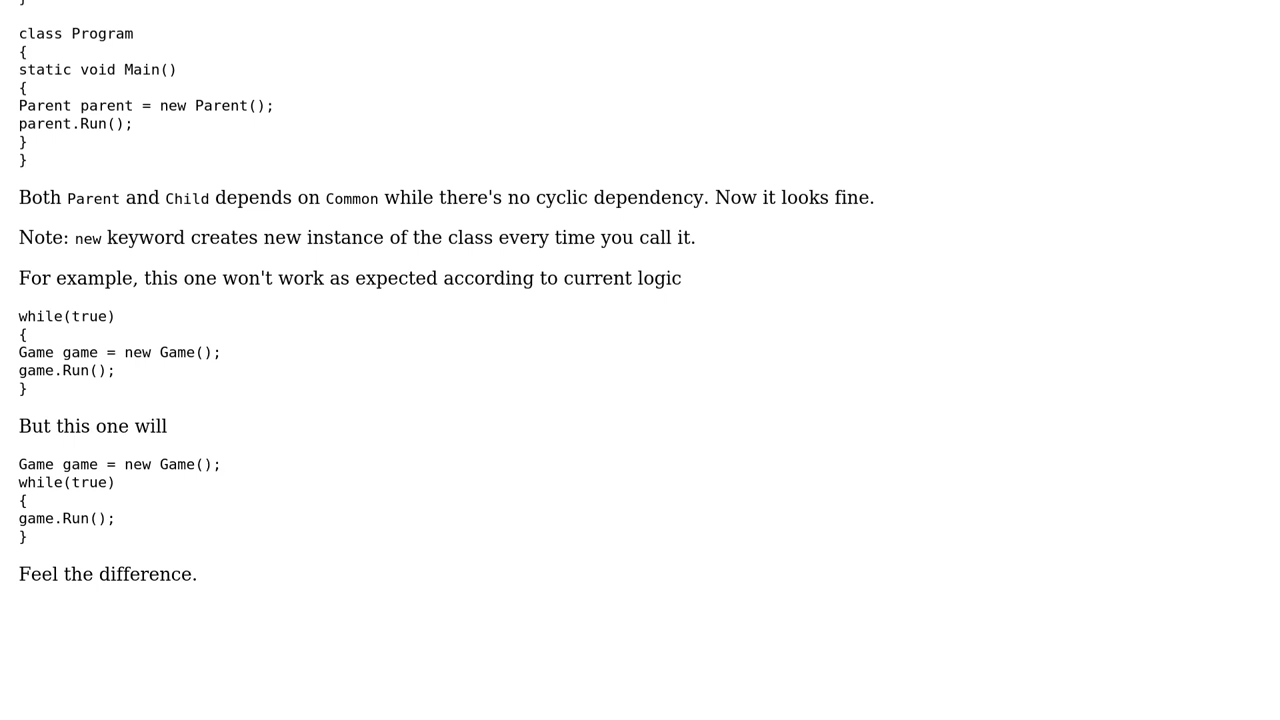 }
class Program
{
static void Main()
{
Parent parent = new Parent();
parent.Run();
}
}
Both Parent and Child depends on Common while there's no cyclic dependency. Now it looks fine.
Note: new keyword creates new instance of the class every time you call it.
For example, this one won't work as expected according to current logic
while(true)
{
Game game = new Game();
game.Run();
}
But this one will
Game game = new Game();
while(true)
{
game.Run();
}
Feel the difference.